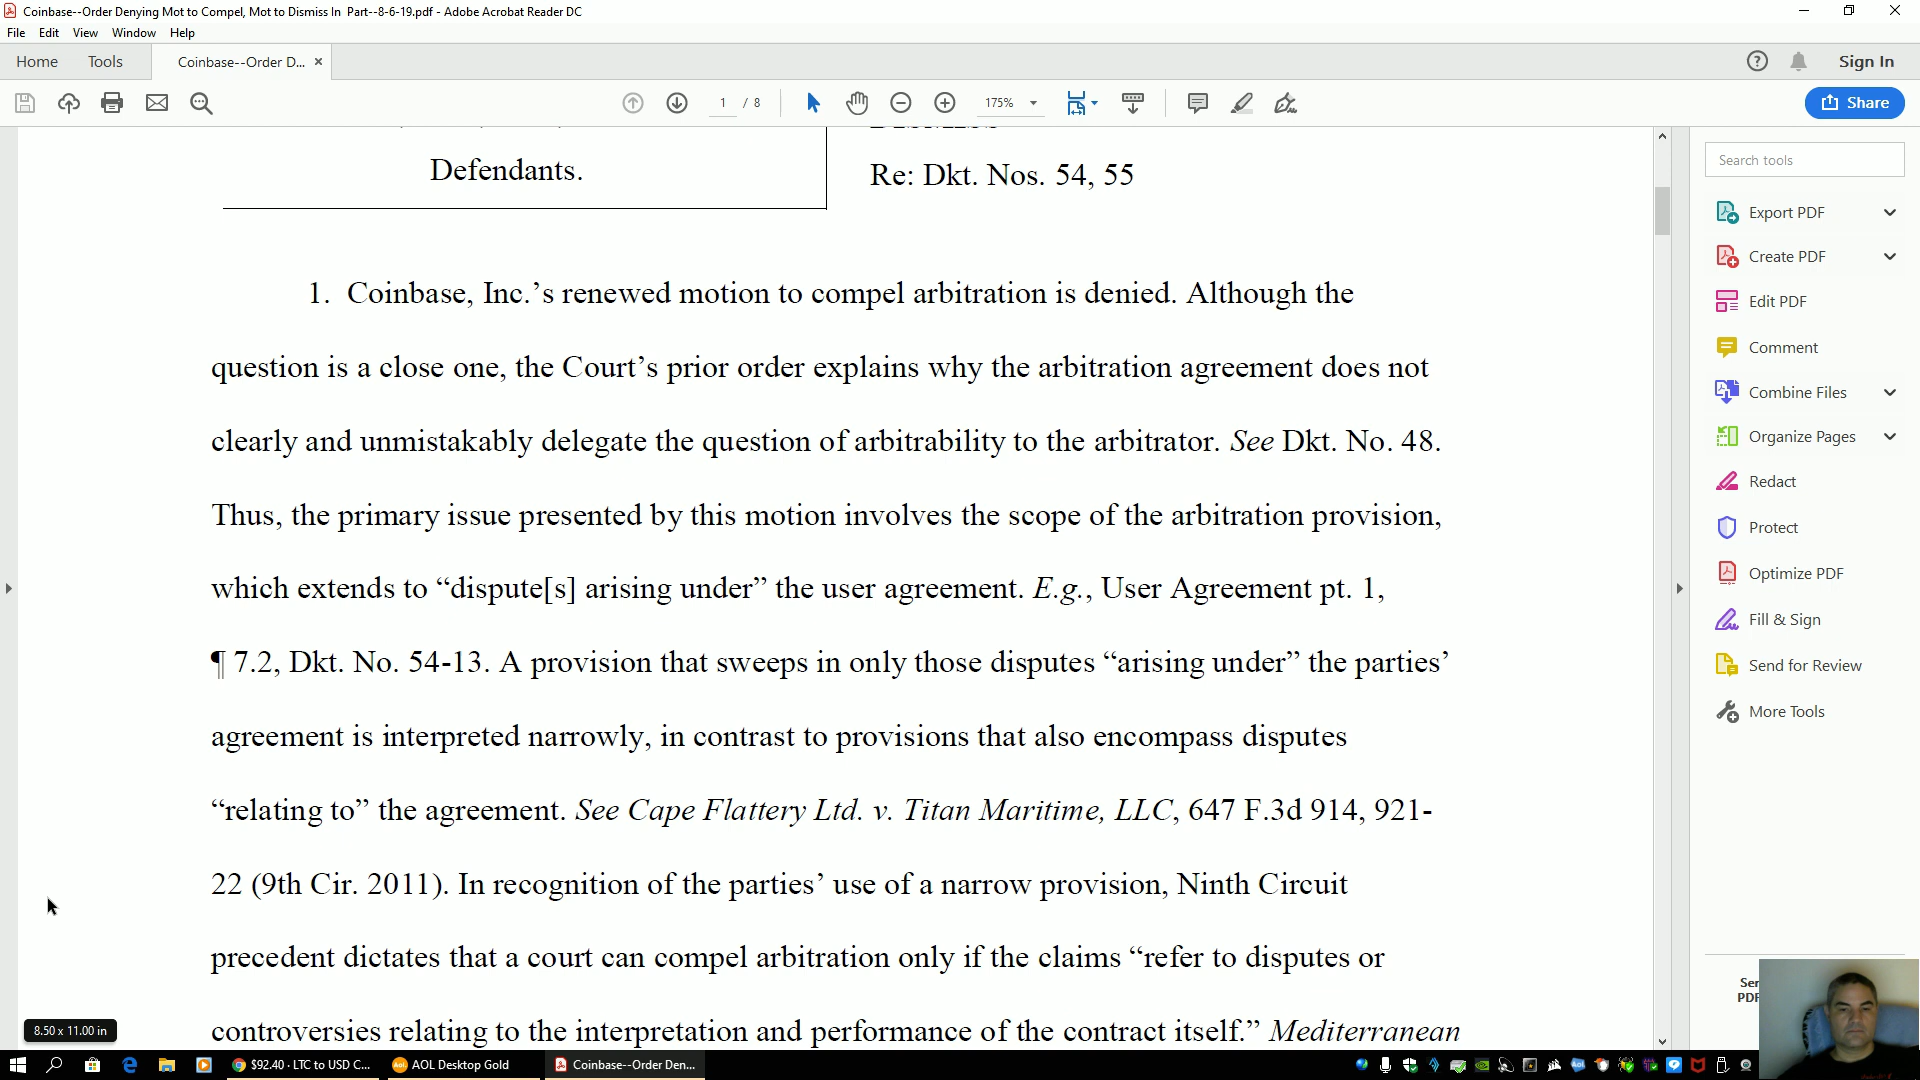 Coinbase--Order Denying Mot to Compel, Mot to Dismiss In  Part--8-6-19.pdf - Adobe Acrobat Reader DC
File Edit View Window Help
Home Tools Coinbase--Order D... × Sign In
1 / 8 175% Share
Defendants.
Re: Dkt. Nos. 54, 55
1. Coinbase, Inc.’s renewed motion to compel arbitration is denied. Although the
question is a close one, the Court’s prior order explains why the arbitration agreement does not
clearly and unmistakably delegate the question of arbitrability to the arbitrator. See Dkt. No. 48.
Thus, the primary issue presented by this motion involves the scope of the arbitration provision,
which extends to “dispute[s] arising under” the user agreement. E.g., User Agreement pt. 1,
¶ 7.2, Dkt. No. 54-13. A provision that sweeps in only those disputes “arising under” the parties’
agreement is interpreted narrowly, in contrast to provisions that also encompass disputes
“relating to” the agreement. See Cape Flattery Ltd. v. Titan Maritime, LLC, 647 F.3d 914, 921-
22 (9th Cir. 2011). In recognition of the parties’ use of a narrow provision, Ninth Circuit
precedent dictates that a court can compel arbitration only if the claims “refer to disputes or
controversies relating to the interpretation and performance of the contract itself.” Mediterranean
8.50 x 11.00 in
Search tools
Export PDF
Create PDF
Edit PDF
Comment
Combine Files
Organize Pages
Redact
Protect
Optimize PDF
Fill & Sign
Send for Review
More Tools
$92.40 · LTC to USD C...
AOL Desktop Gold
Coinbase--Order Den...